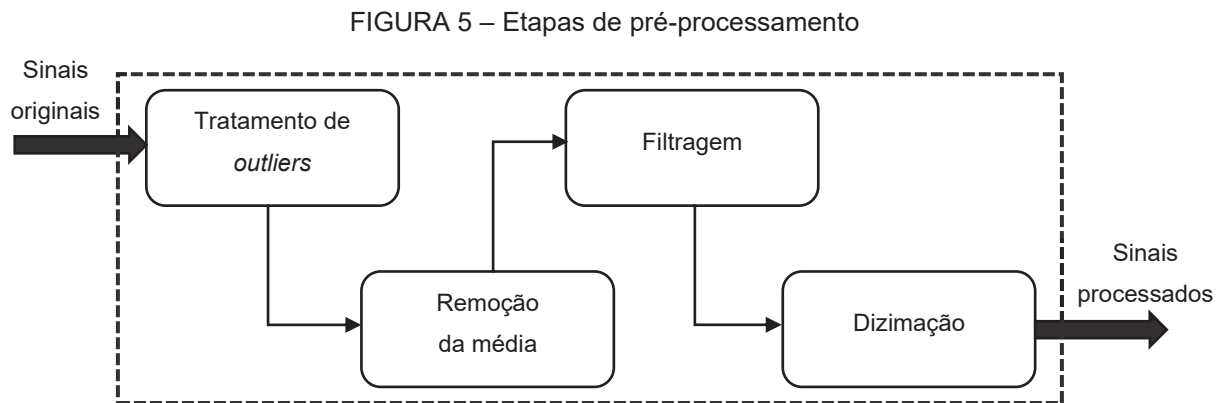 FIGURA 5 – Etapas de pré-processamento
Sinais
originais
Tratamento de
outliers
Remoção
da média
Filtragem
Dizimação
Sinais
processados